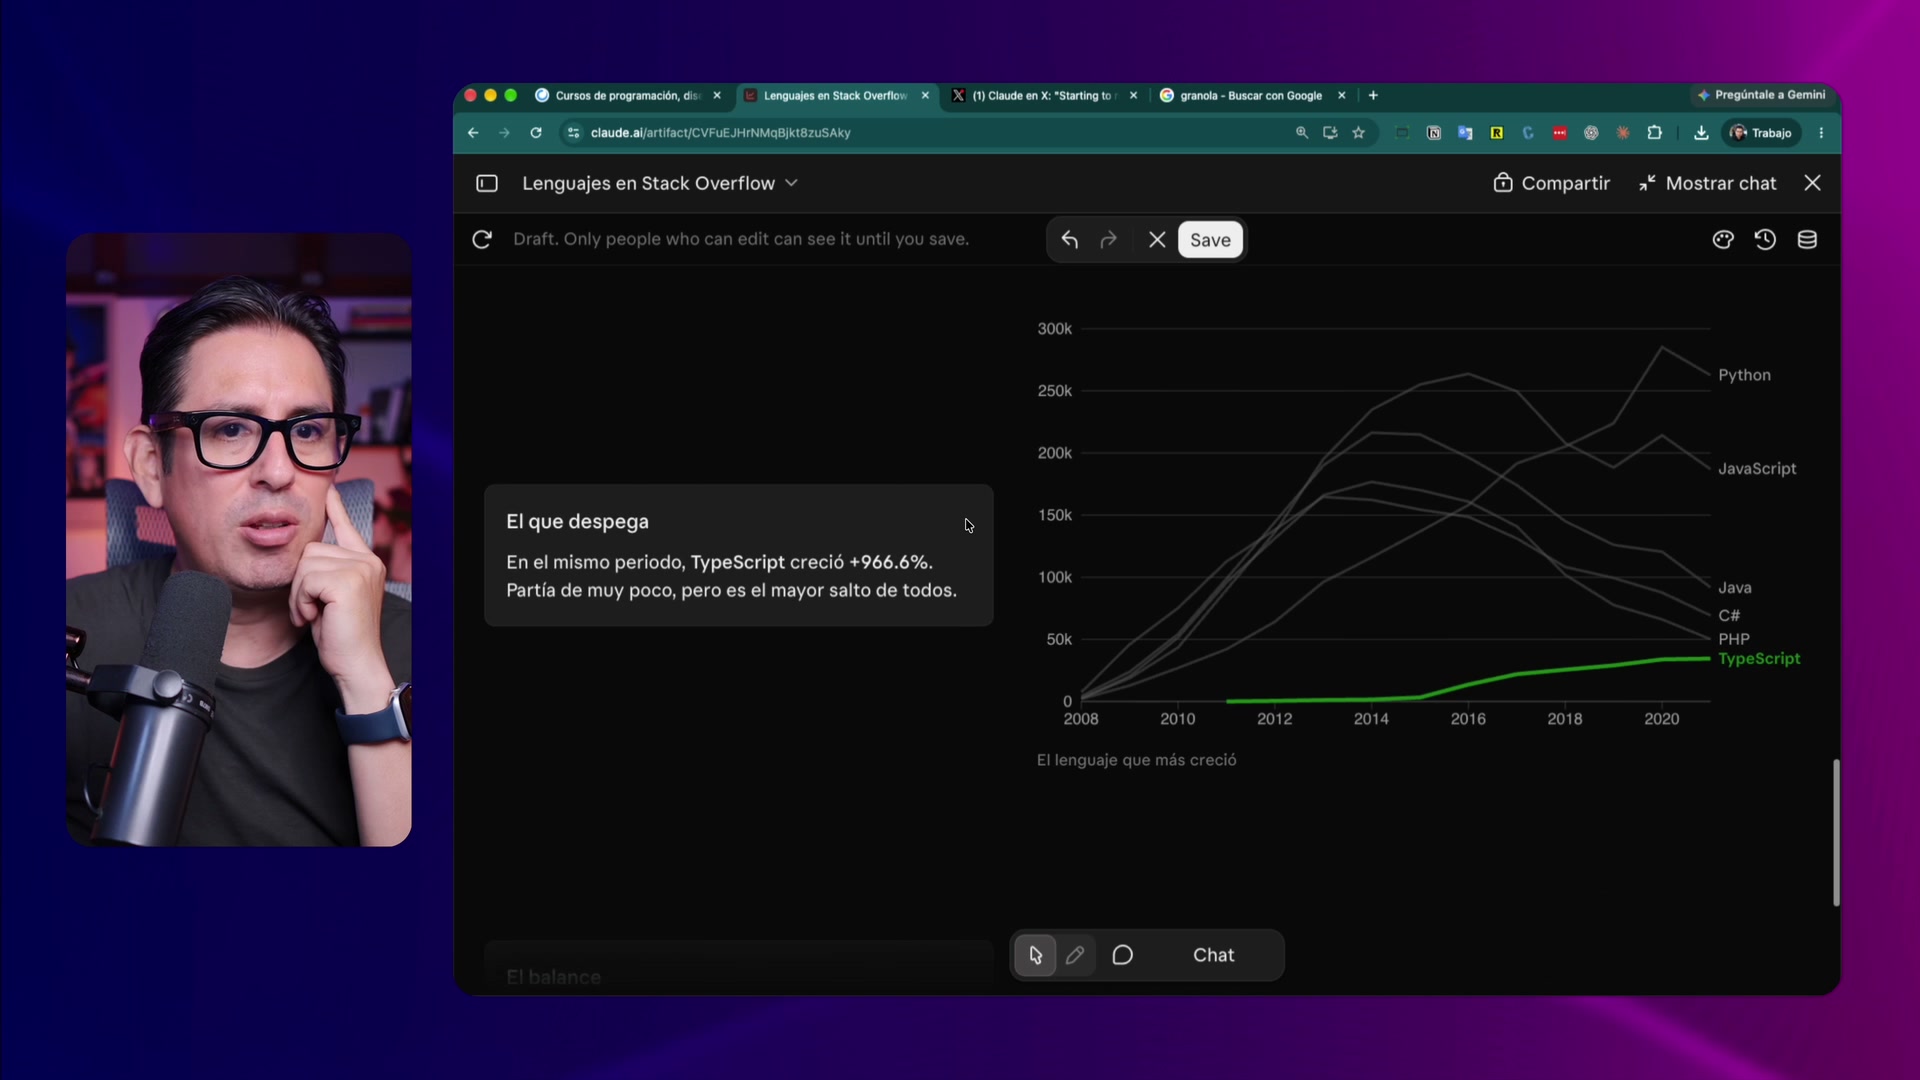 Cursos de programación, dis
Lenguajes en Stack Overflow
(1) Claude en X: "Starting to
granola - Buscar con Google
Pregúntale a Gemini
claude.ai/artifact/CVFuEJHrNMqBjkt8zuSAky
Trabajo
Lenguajes en Stack Overflow
Compartir
Mostrar chat
Draft. Only people who can edit can see it until you save.
Save
El que despega
En el mismo periodo, TypeScript creció +966.6%.
Partía de muy poco, pero es el mayor salto de todos.
El balance
300k
250k
200k
150k
100k
50k
0
2008 2010 2012 2014 2016 2018 2020
Python
JavaScript
Java
C#
PHP
TypeScript
El lenguaje que más creció
Chat